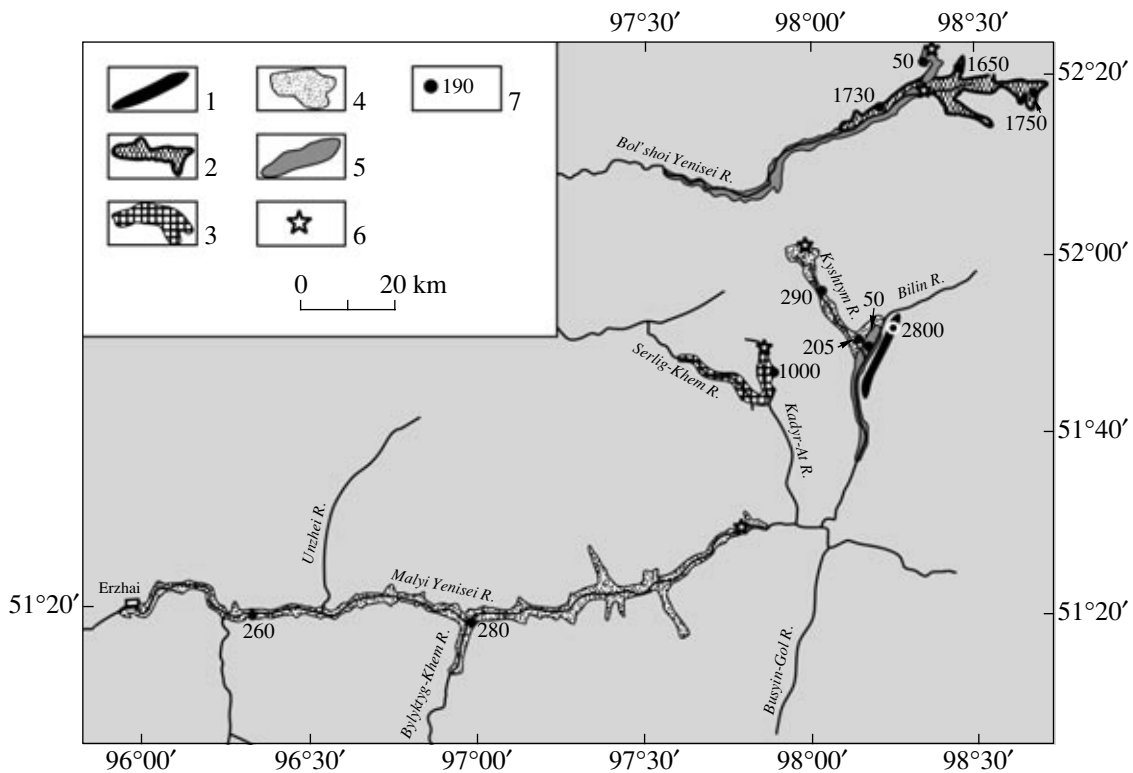 97°30′ 98°00′ 98°30′
1 4 190 7
2 5
3 6
0 20 km
50 1650
52°20′
1730
1750
Bol'shoi Yenisei R.
52°00′
Kyshtym R.
290
50
Bilin R.
205
2800
Serlig-Khem R.
1000
Kadyr-At R.
51°40′
Unzhei R.
Erzhai
Malyi Yenisei R.
51°20′
260
280
51°20′
Bylyktyg-Khem R.
Busyin-Gol R.
96°00′ 96°30′ 97°00′ 97°30′ 98°00′ 98°30′